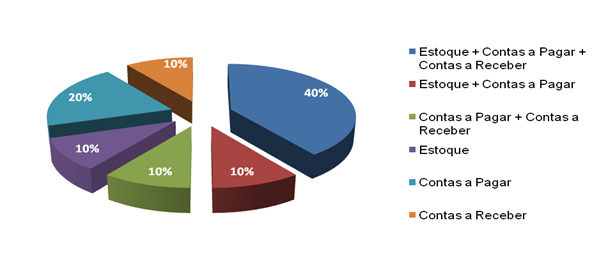 10%
40%
20%
10%
10%
10%
Estoque + Contas a Pagar +
Contas a Receber
Estoque + Contas a Pagar
Contas a Pagar + Contas a
Receber
Estoque
Contas a Pagar
Contas a Receber